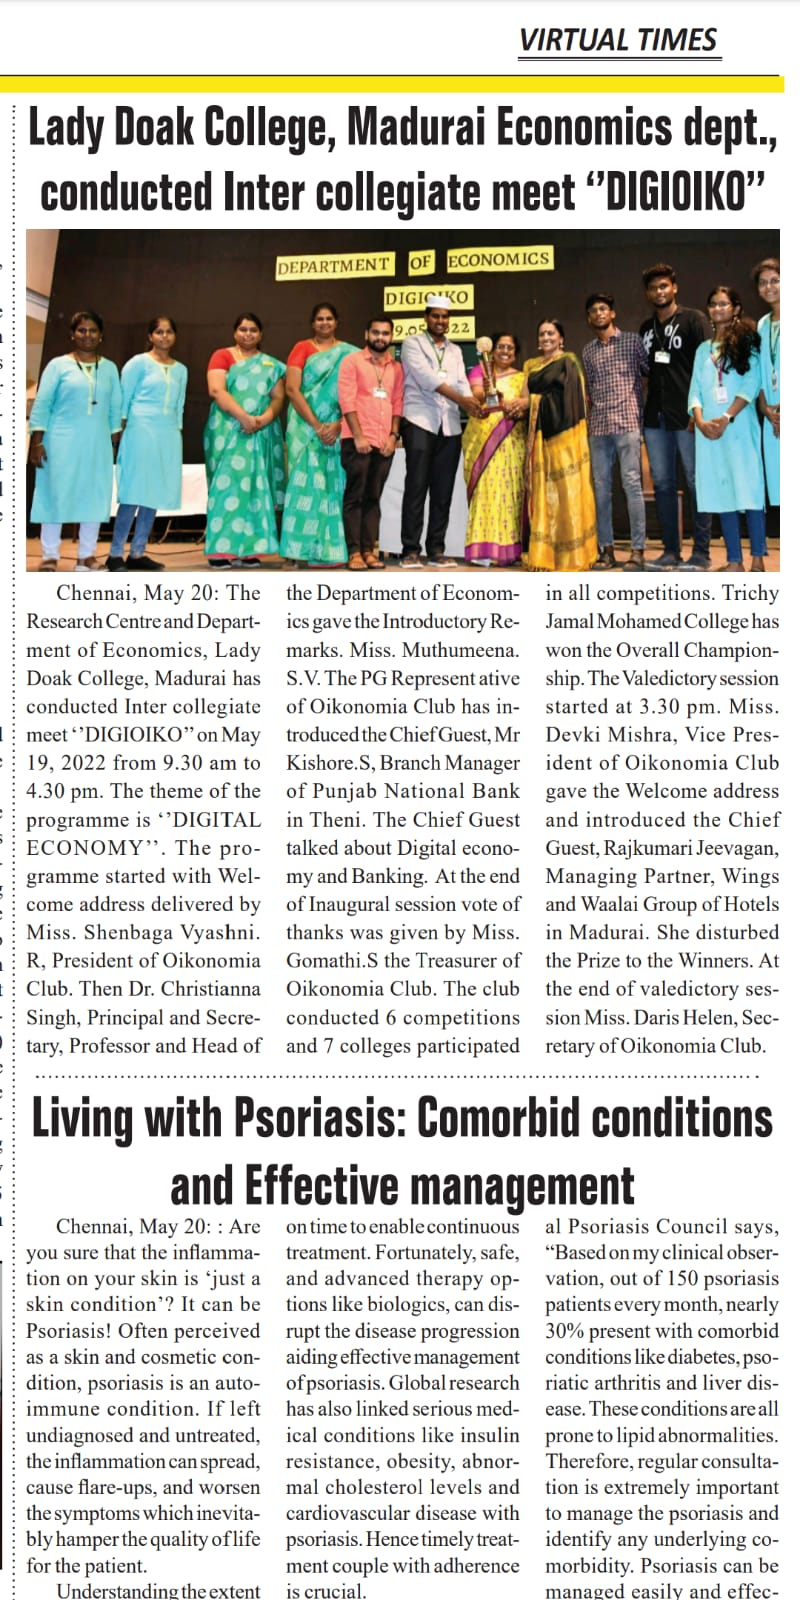 VIRTUAL TIMES
Lady Doak College, Madurai Economics dept.,
conducted Inter collegiate meet ‘’DIGIOIKO’’
DEPARTMENT OF ECONOMICS
DIGIOIKO
Chennai, May 20: The
Research Centre and Depart-
ment of Economics, Lady
Doak College, Madurai has
conducted Inter collegiate
meet ‘’DIGIOIKO’’ on May
19, 2022 from 9.30 am to
4.30 pm. The theme of the
programme is ‘’DIGITAL
ECONOMY’’. The pro-
gramme started with Wel-
come address delivered by
Miss. Shenbaga Vyashni.
R, President of Oikonomia
Club. Then Dr. Christianna
Singh, Principal and Secre-
tary, Professor and Head of
the Department of Econom-
ics gave the Introductory Re-
marks. Miss. Muthumeena.
S.V. The PG Represent ative
of Oikonomia Club has in-
troduced the Chief Guest, Mr
Kishore.S, Branch Manager
of Punjab National Bank
in Theni. The Chief Guest
talked about Digital econo-
my and Banking. At the end
of Inaugural session vote of
thanks was given by Miss.
Gomathi.S the Treasurer of
Oikonomia Club. The club
conducted 6 competitions
and 7 colleges participated
in all competitions. Trichy
Jamal Mohamed College has
won the Overall Champion-
ship. The Valedictory session
started at 3.30 pm. Miss.
Devki Mishra, Vice Pres-
ident of Oikonomia Club
gave the Welcome address
and introduced the Chief
Guest, Rajkumari Jeevagan,
Managing Partner, Wings
and Waalai Group of Hotels
in Madurai. She disturbed
the Prize to the Winners. At
the end of valedictory ses-
sion Miss. Daris Helen, Sec-
retary of Oikonomia Club.
Living with Psoriasis: Comorbid conditions
and Effective management
Chennai, May 20: : Are
you sure that the inflamma-
tion on your skin is ‘just a
skin condition’? It can be
Psoriasis! Often perceived
as a skin and cosmetic con-
dition, psoriasis is an auto-
immune condition. If left
undiagnosed and untreated,
the inflammation can spread,
cause flare-ups, and worsen
the symptoms which inevita-
bly hamper the quality of life
for the patient.
Understanding the extent
on time to enable continuous
treatment. Fortunately, safe,
and advanced therapy op-
tions like biologics, can dis-
rupt the disease progression
aiding effective management
of psoriasis. Global research
has also linked serious med-
ical conditions like insulin
resistance, obesity, abnor-
mal cholesterol levels and
cardiovascular disease with
psoriasis. Hence timely treat-
ment couple with adherence
is crucial.
al Psoriasis Council says,
“Based on my clinical obser-
vation, out of 150 psoriasis
patients every month, nearly
30% present with comorbid
conditions like diabetes, pso-
riatic arthritis and liver dis-
ease. These conditions are all
prone to lipid abnormalities.
Therefore, regular consulta-
tion is extremely important
to manage the psoriasis and
identify any underlying co-
morbidity. Psoriasis can be
managed easily and effec-